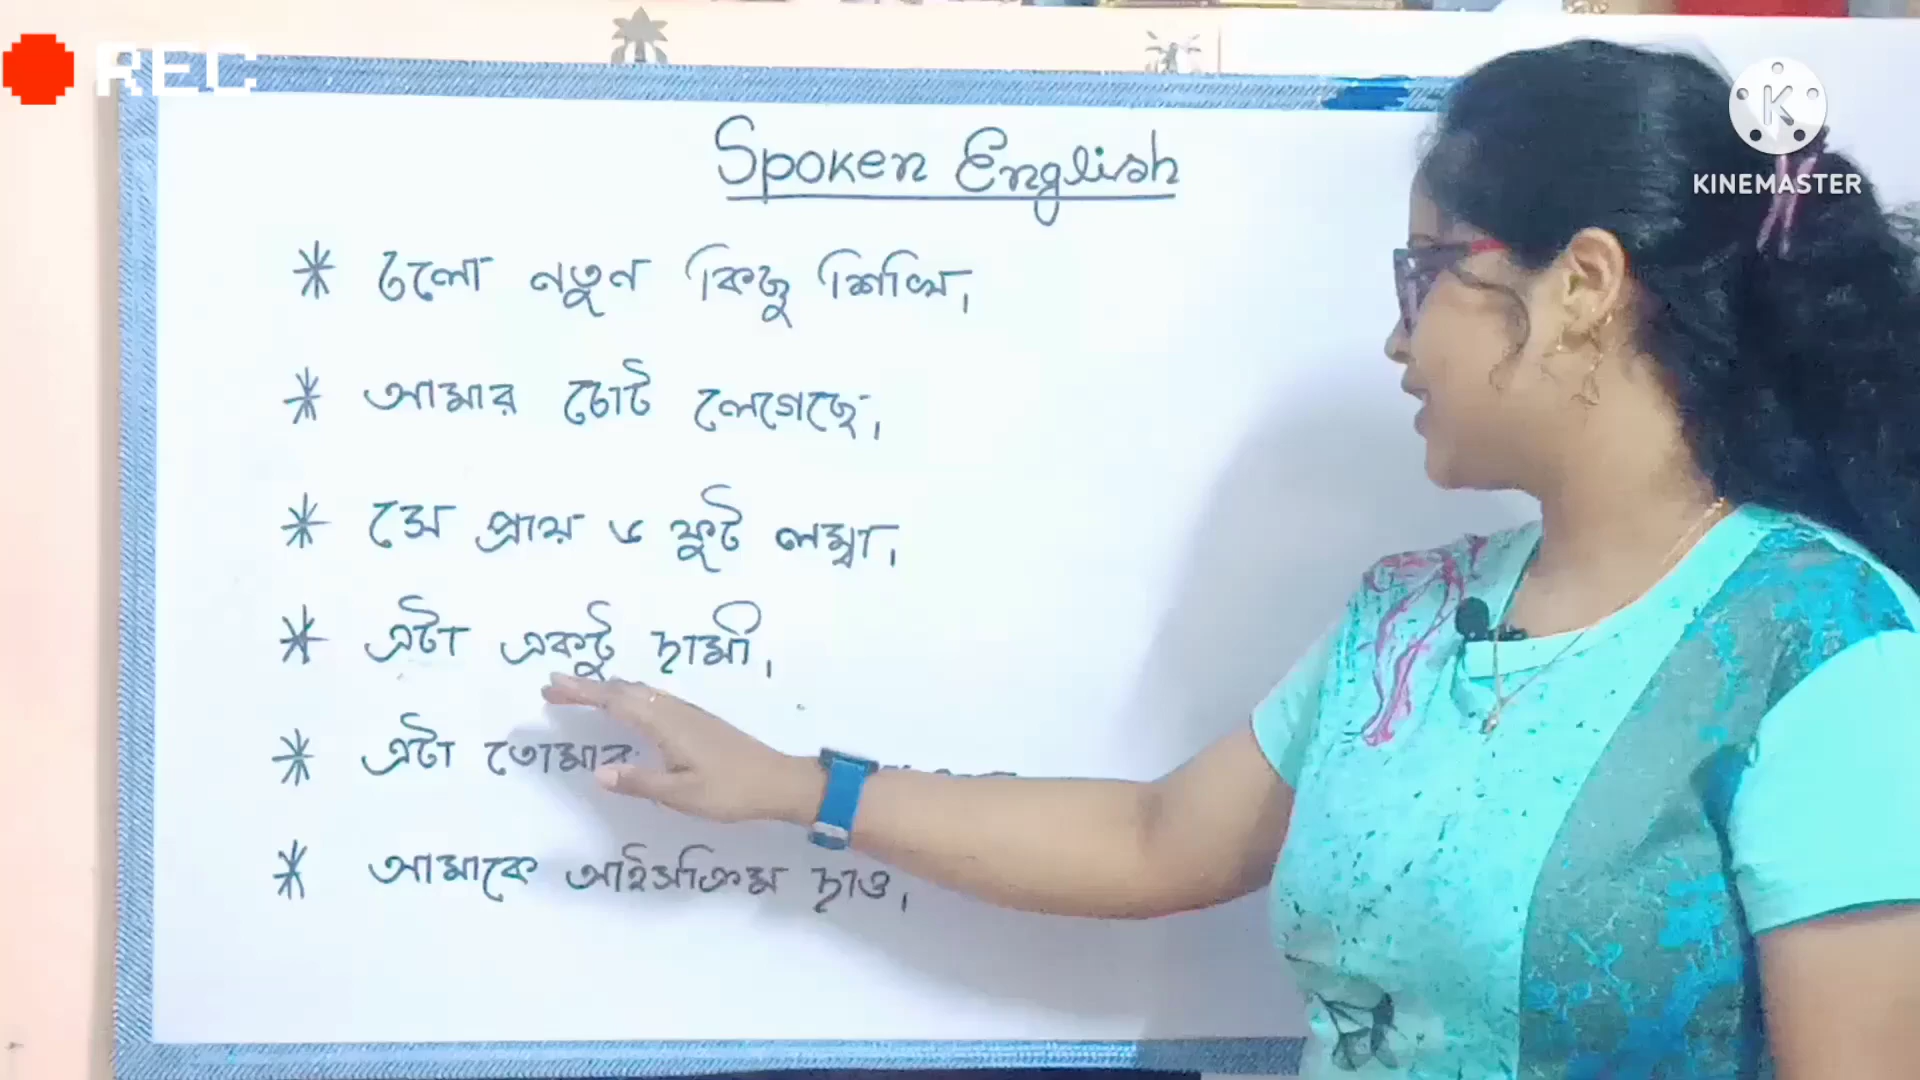 REC
KINEMASTER
Spoken English
* চলো নতুন কিছু শিখি।
* আমার চোট লেগেছে।
* সে প্রায় ৬ ফুট লম্বা।
* এটা একটু দামী।
* এটা তোমার
* আমাকে আইসক্রিম দাও।